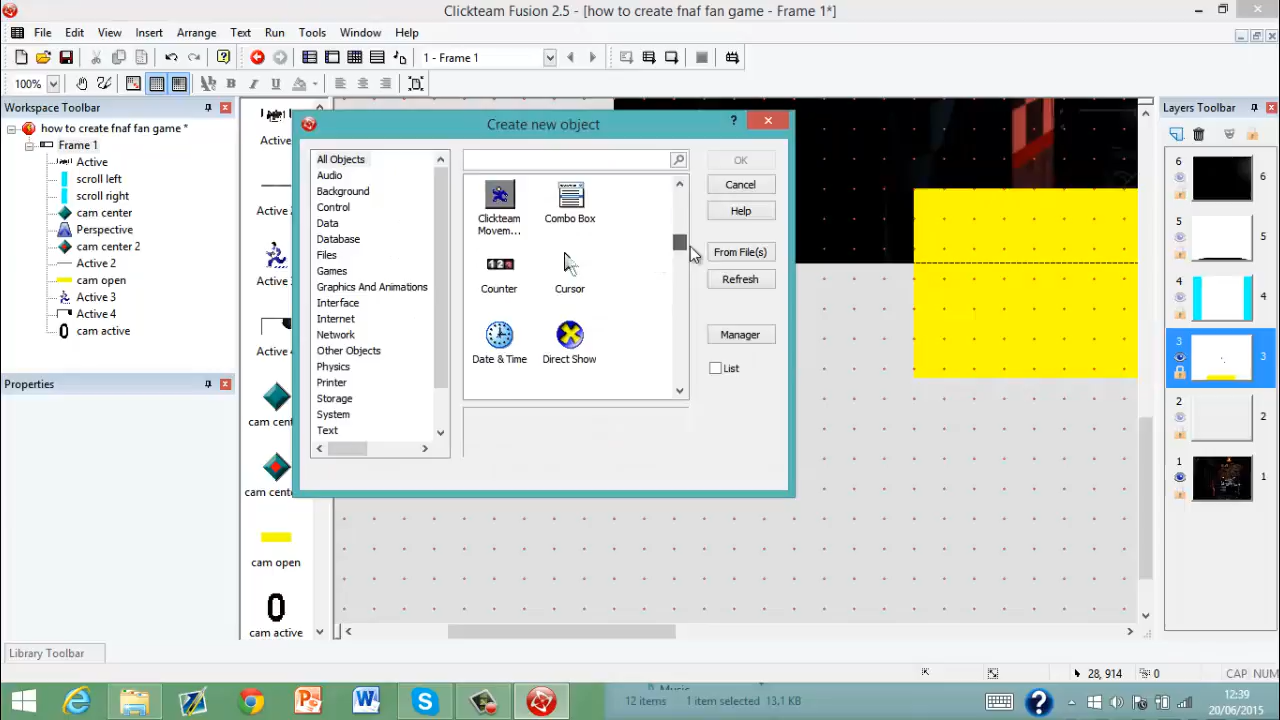 Clickteam Fusion 2.5 - [how to create fnaf fan game - Frame 1*]
File Edit View Insert Arrange Text Run Tools Window Help
1 - Frame 1
100%
B I U
Workspace Toolbar
how to create fnaf fan game *
Frame 1
Active
scroll left
scroll right
cam center
Perspective
cam center 2
Active 2
cam open
Active 3
Active 4
0 cam active
Properties
Library Toolbar
Active
Active 2
Active 3
Active 4
cam cent
cam cent
cam open
0
cam active
Create new object
?
All Objects
Audio
Background
Control
Data
Database
Files
Games
Graphics And Animations
Interface
Internet
Network
Other Objects
Physics
Printer
Storage
System
Text
Clickteam Movem...
Combo Box
Counter
Cursor
Date & Time
Direct Show
OK
Cancel
Help
From File(s)
Refresh
Manager
List
Layers Toolbar
6 6
5 5
4 4
3 3
2 2
1 1
28, 914
0
CAP NUM
12 items 1 item selected 13,1 KB
12:39
20/06/2015